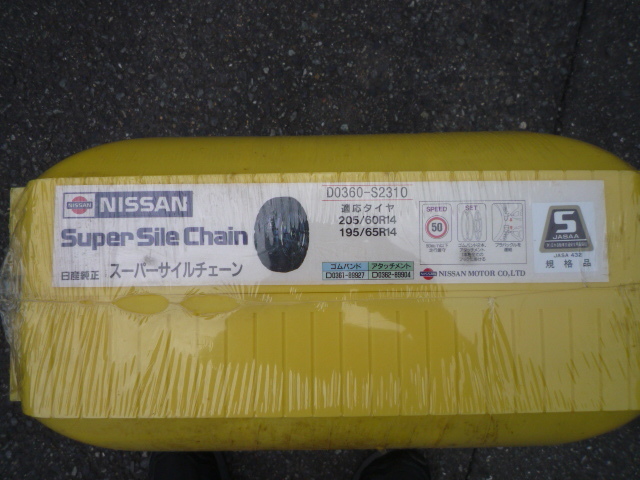 NISSAN
NISSAN
Super Sile Chain
日産純正 スーパーサイルチェーン
D0360-S2310
適応タイヤ
205/60R14
195/65R14
ゴムバンド アタッチメント
□D0361-89927 □D0362-89904
SPEED
50
SET
NISSAN MOTOR CO.,LTD
S
JASAA
JASA 43E
規格品